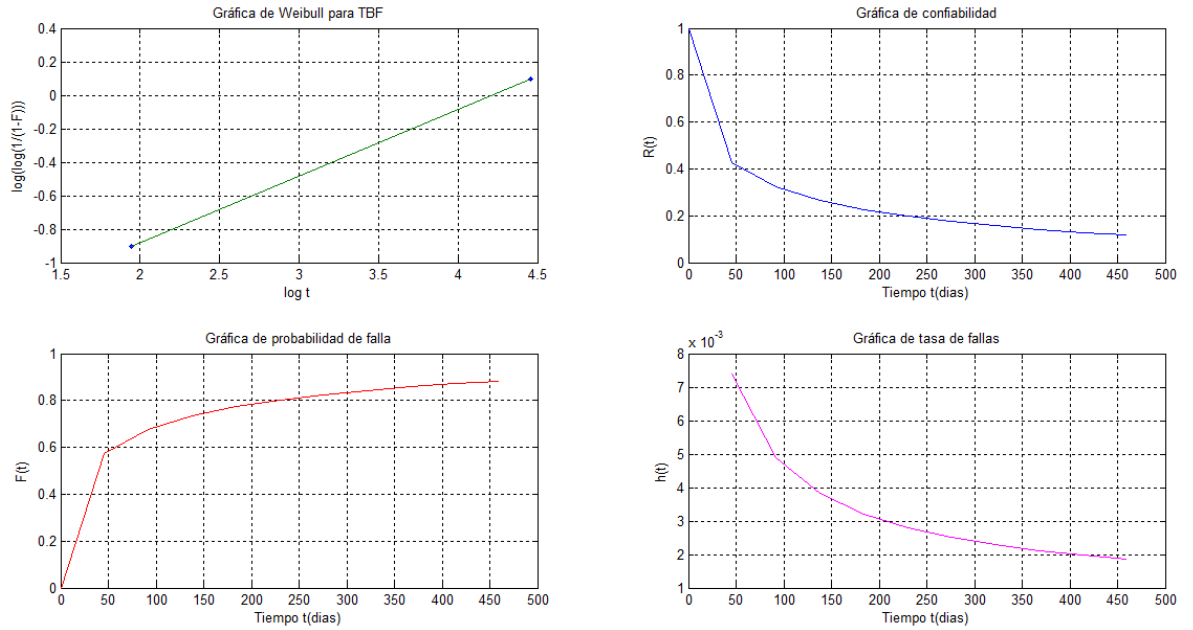 Gráfica de Weibull para TBF
0.4
0.2
0
-0.2
-0.4
-0.6
-0.8
-1
log(log(1/(1-F)))
1.5 2 2.5 3 3.5 4 4.5
log t
Gráfica de confiabilidad
1
0.8
0.6
0.4
0.2
0
R(t)
0 50 100 150 200 250 300 350 400 450 500
Tiempo t(dias)
Gráfica de probabilidad de falla
1
0.8
0.6
0.4
0.2
0
F(t)
0 50 100 150 200 250 300 350 400 450 500
Tiempo t(dias)
Gráfica de tasa de fallas
x 10-3
8
7
6
5
4
3
2
1
h(t)
0 50 100 150 200 250 300 350 400 450 500
Tiempo t(dias)